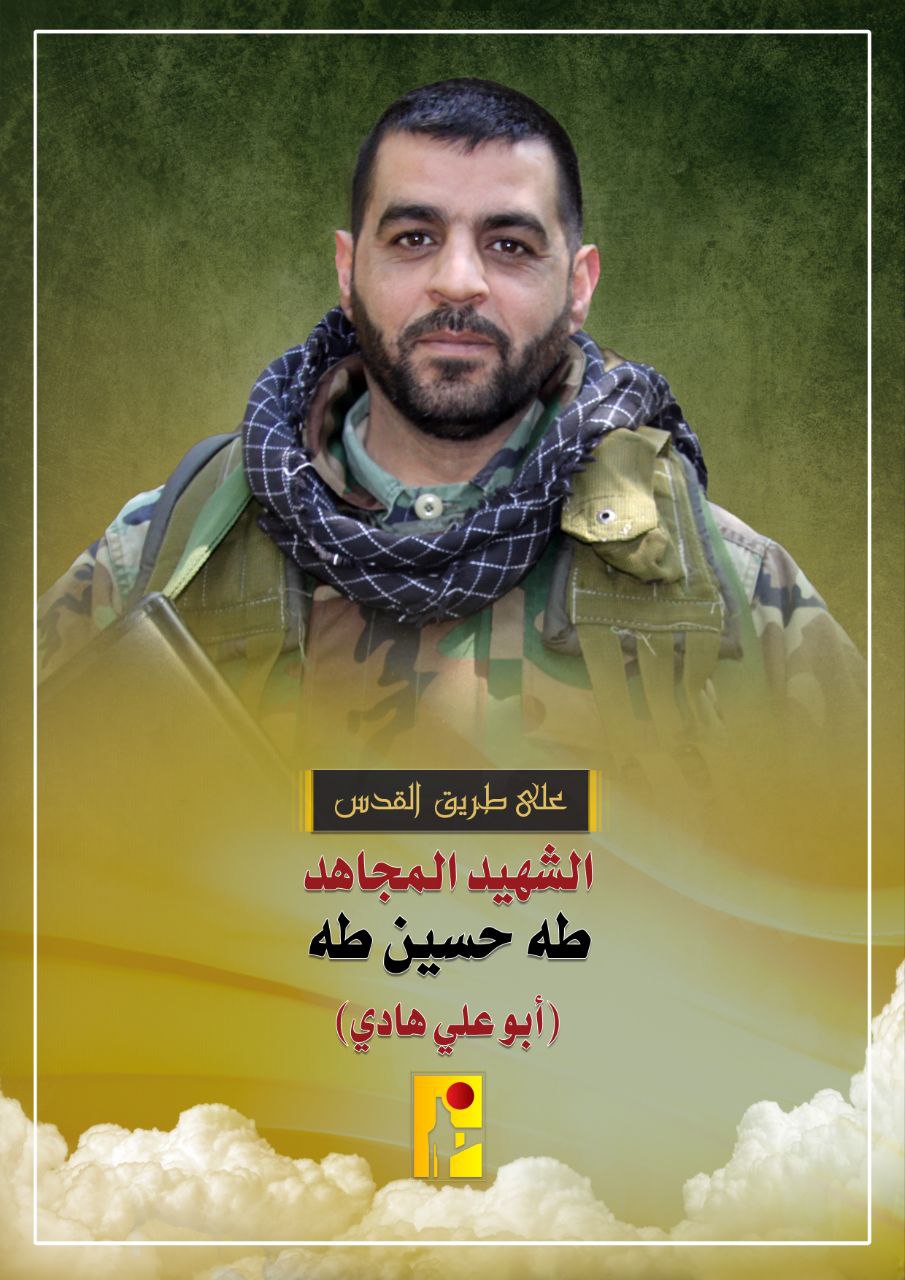 على طريق القدس
الشهيد المجاهد
طه حسين طه
(أبو علي هادي)